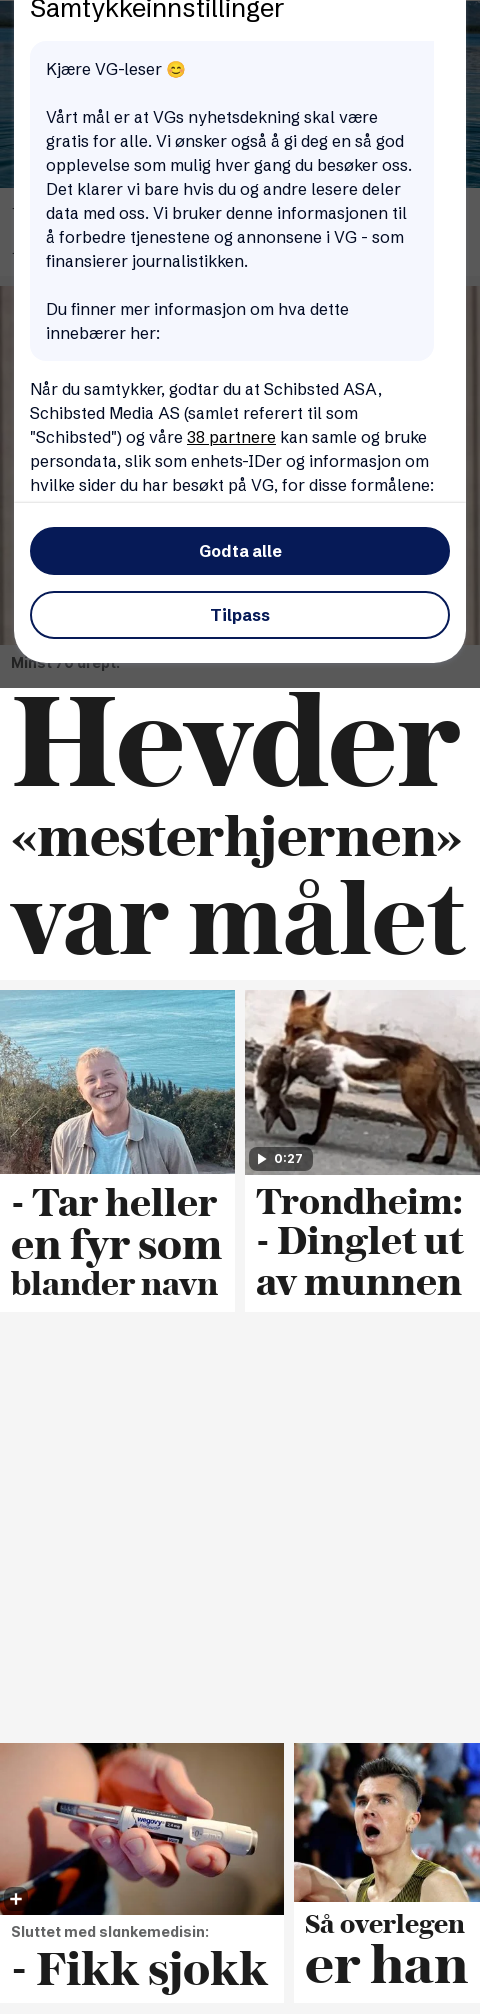 Samtykkeinnstillinger
Kjære VG-leser 😊
Vårt mål er at VGs nyhetsdekning skal være
gratis for alle. Vi ønsker også å gi deg en så god
opplevelse som mulig hver gang du besøker oss.
Det klarer vi bare hvis du og andre lesere deler
data med oss. Vi bruker denne informasjonen til
å forbedre tjenestene og annonsene i VG - som
finansierer journalistikken.
Du finner mer informasjon om hva dette
innebærer her:
Når du samtykker, godtar du at Schibsted ASA,
Schibsted Media AS (samlet referert til som
"Schibsted") og våre 38 partnere kan samle og bruke
persondata, slik som enhets-IDer og informasjon om
hvilke sider du har besøkt på VG, for disse formålene:
Godta alle
Tilpass
Minst 70 drept:
Hevder
«mesterhjernen»
var målet
0:27
- Tar heller
en fyr som
blander navn
Trondheim:
- Dinglet ut
av munnen
wegovy
Sluttet med slankemedisin:
- Fikk sjokk
Så overlegen
er han